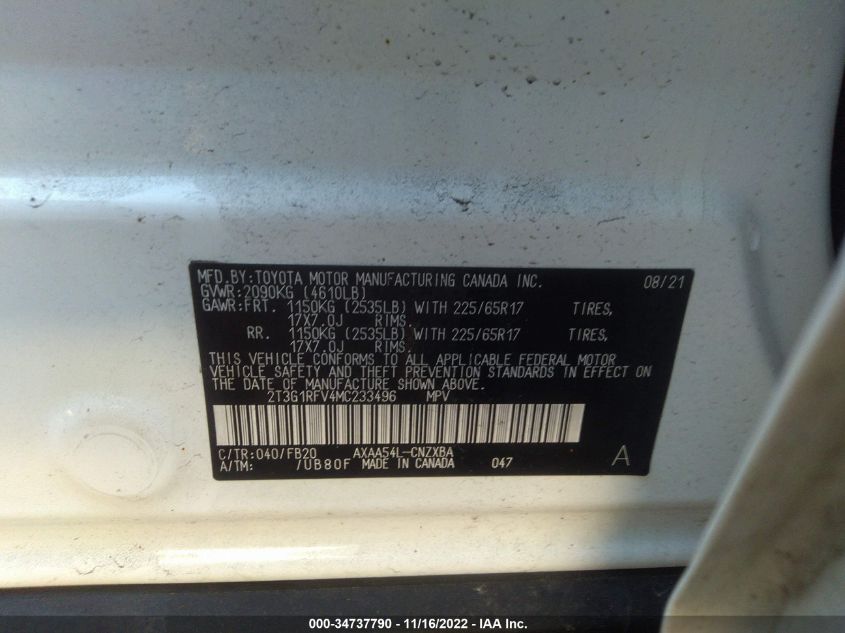 MFD.BY:TOYOTA MOTOR MANUFACTURING CANADA INC. 08/21
GVWR:2090KG (4610LB)
GAWR:FRT. 1150KG (2535LB) WITH 225/65R17 TIRES,
17X7.0J RIMS
RR. 1150KG (2535LB) WITH 225/65R17 TIRES,
17X7.0J RIMS
THIS VEHICLE CONFORMS TO ALL APPLICABLE FEDERAL MOTOR
VEHICLE SAFETY AND THEFT PREVENTION STANDARDS IN EFFECT ON
THE DATE OF MANUFACTURE SHOWN ABOVE.
2T3G1RFV4MC233496 MPV
C/TR:040/FB20 AXAA54L-CNZXBA
A/TM: /UB80F MADE IN CANADA 047 A
000-34737790 - 11/16/2022 - IAA Inc.